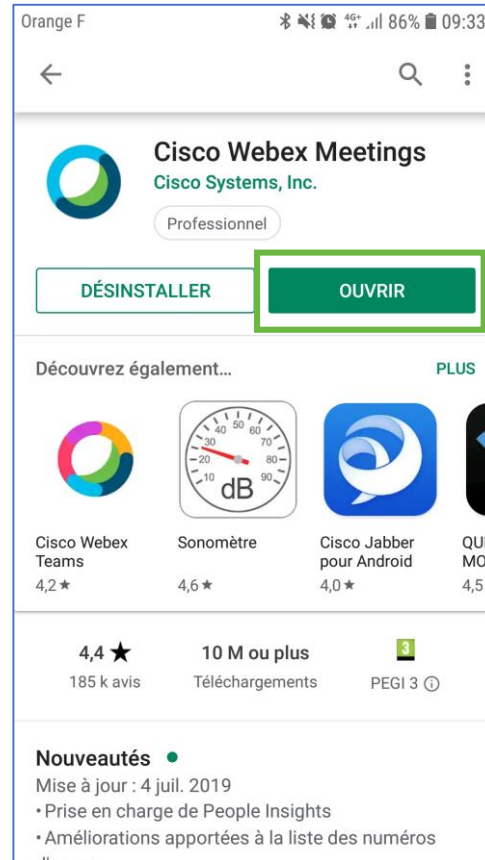 Orange F 4G+ 86% 09:33
Cisco Webex Meetings
Cisco Systems, Inc.
Professionnel
DÉSINSTALLER OUVRIR
Découvrez également... PLUS
10 20 30 40 50 60 70 80 90
dB
Cisco Webex Teams
4,2★
Sonomètre
4,6★
Cisco Jabber pour Android
4,0★
4,5
4,4 ★ 10 M ou plus 3
185 k avis Téléchargements PEGI 3
Nouveautés
Mise à jour : 4 juil. 2019
• Prise en charge de People Insights
• Améliorations apportées à la liste des numéros